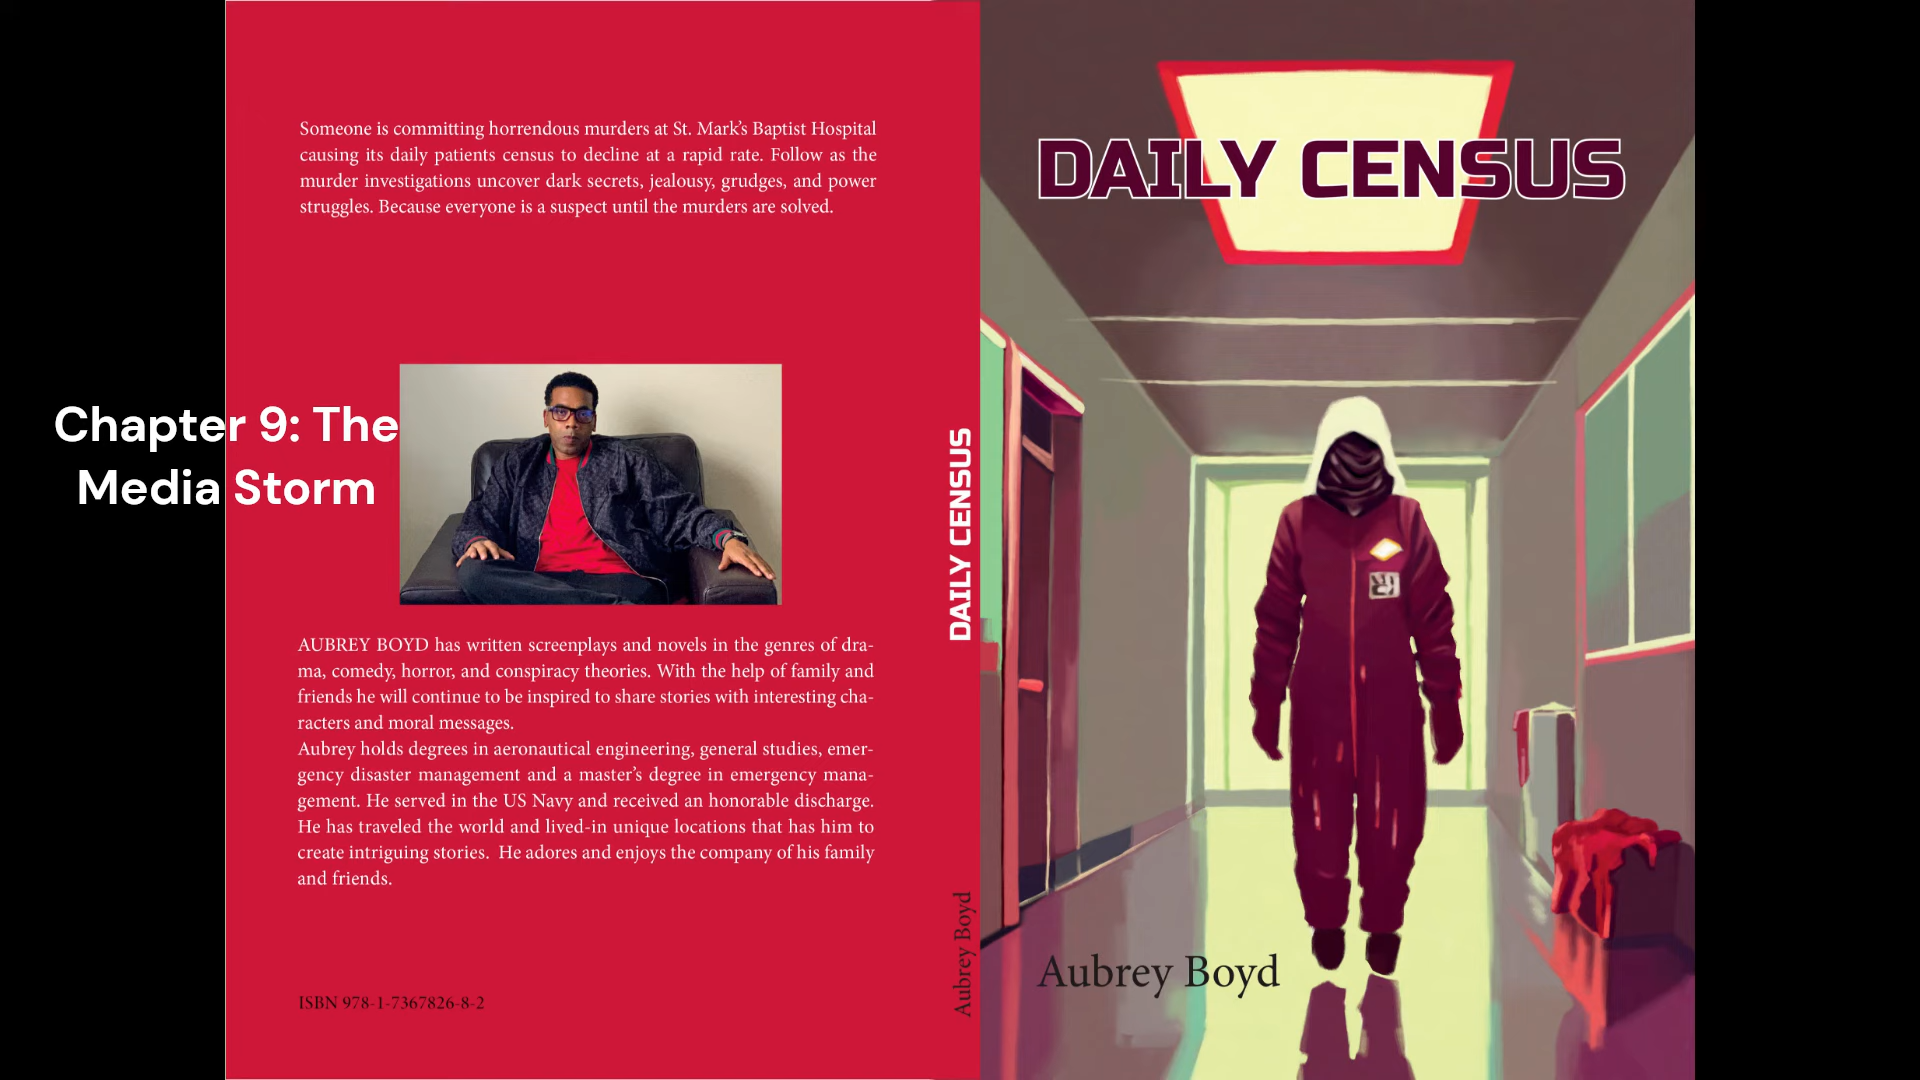 Someone is committing horrendous murders at St. Mark's Baptist Hospital
causing its daily patients census to decline at a rapid rate. Follow as the
murder investigations uncover dark secrets, jealousy, grudges, and power
struggles. Because everyone is a suspect until the murders are solved.
Chapter 9: The
Media Storm
AUBREY BOYD has written screenplays and novels in the genres of dra-
ma, comedy, horror, and conspiracy theories. With the help of family and
friends he will continue to be inspired to share stories with interesting cha-
racters and moral messages.
Aubrey holds degrees in aeronautical engineering, general studies, emer-
gency disaster management and a master's degree in emergency mana-
gement. He served in the US Navy and received an honorable discharge.
He has traveled the world and lived-in unique locations that has him to
create intriguing stories.  He adores and enjoys the company of his family
and friends.
ISBN 978-1-7367826-8-2
DAILY CENSUS
Aubrey Boyd
DAILY CENSUS
Aubrey Boyd